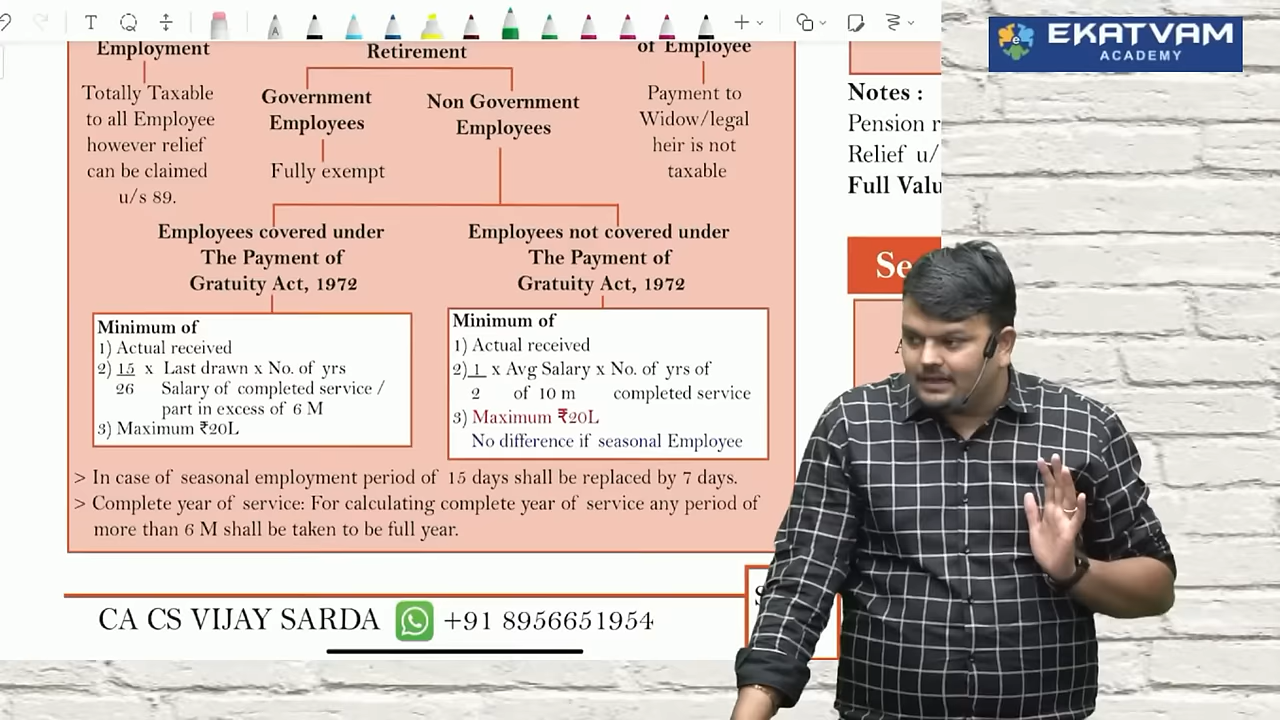 T
A
EKATVAM
ACADEMY
Employment
Totally Taxable
to all Employee
however relief
can be claimed
u/s 89.
Retirement
Government
Employees
Fully exempt
Non Government
Employees
of Employee
Payment to
Widow/legal
heir is not
taxable
Employees covered under
The Payment of
Gratuity Act, 1972
Minimum of
1) Actual received
2) 15 x Last drawn x No. of yrs
26 Salary of completed service /
part in excess of 6 M
3) Maximum ₹20L
Employees not covered under
The Payment of
Gratuity Act, 1972
Minimum of
1) Actual received
2) 1 x Avg Salary x No. of yrs of
2 of 10 m completed service
3) Maximum ₹20L
No difference if seasonal Employee
> In case of seasonal employment period of 15 days shall be replaced by 7 days.
> Complete year of service: For calculating complete year of service any period of
more than 6 M shall be taken to be full year.
CA CS VIJAY SARDA +91 8956651954
Notes :
Pension r
Relief u/
Full Valu
Se